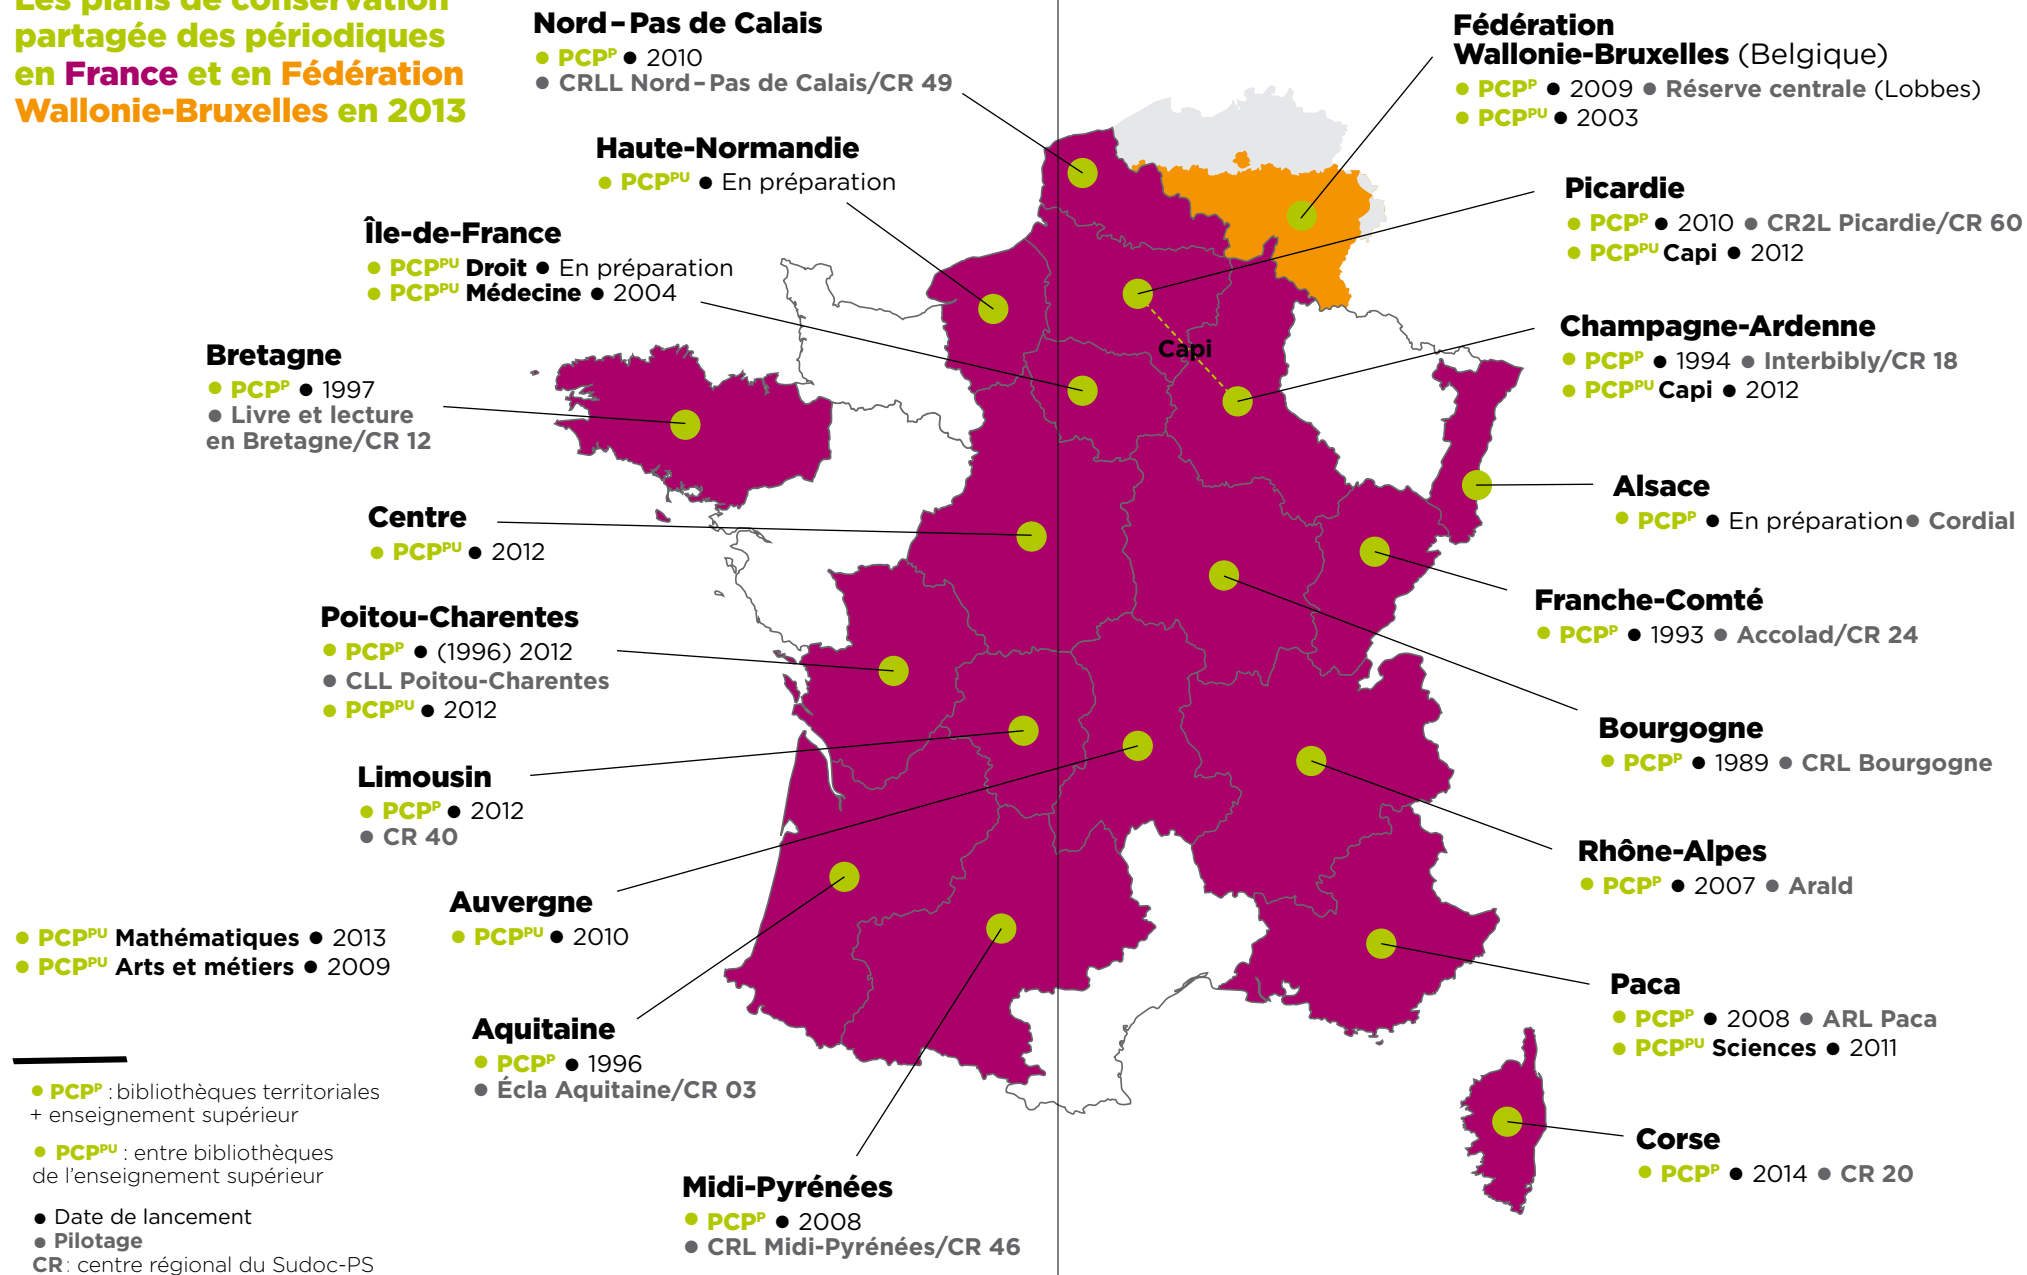 Les plans de conservation
partagée des périodiques
en France et en Fédération
Wallonie-Bruxelles en 2013
Nord – Pas de Calais
● PCPᴾ ● 2010
● CRLL Nord – Pas de Calais/CR 49
Haute-Normandie
● PCPᴾᵁ ● En préparation
Île-de-France
● PCPᴾᵁ Droit ● En préparation
● PCPᴾᵁ Médecine ● 2004
Bretagne
● PCPᴾ ● 1997
● Livre et lecture
en Bretagne/CR 12
Centre
● PCPᴾᵁ ● 2012
Poitou-Charentes
● PCPᴾ ● (1996) 2012
● CLL Poitou-Charentes
● PCPᴾᵁ ● 2012
Limousin
● PCPᴾ ● 2012
● CR 40
Auvergne
● PCPᴾᵁ ● 2010
● PCPᴾᵁ Mathématiques ● 2013
● PCPᴾᵁ Arts et métiers ● 2009
Aquitaine
● PCPᴾ ● 1996
● Écla Aquitaine/CR 03
Midi-Pyrénées
● PCPᴾ ● 2008
● CRL Midi-Pyrénées/CR 46
Capi
Fédération
Wallonie-Bruxelles (Belgique)
● PCPᴾ ● 2009 ● Réserve centrale (Lobbes)
● PCPᴾᵁ ● 2003
Picardie
● PCPᴾ ● 2010 ● CR2L Picardie/CR 60
● PCPᴾᵁ Capi ● 2012
Champagne-Ardenne
● PCPᴾ ● 1994 ● Interbibly/CR 18
● PCPᴾᵁ Capi ● 2012
Alsace
● PCPᴾ ● En préparation ● Cordial
Franche-Comté
● PCPᴾ ● 1993 ● Accolad/CR 24
Bourgogne
● PCPᴾ ● 1989 ● CRL Bourgogne
Rhône-Alpes
● PCPᴾ ● 2007 ● Arald
Paca
● PCPᴾ ● 2008 ● ARL Paca
● PCPᴾᵁ Sciences ● 2011
Corse
● PCPᴾ ● 2014 ● CR 20
● PCPᴾ : bibliothèques territoriales
+ enseignement supérieur
● PCPᴾᵁ : entre bibliothèques
de l'enseignement supérieur
● Date de lancement
● Pilotage
CR : centre régional du Sudoc-PS